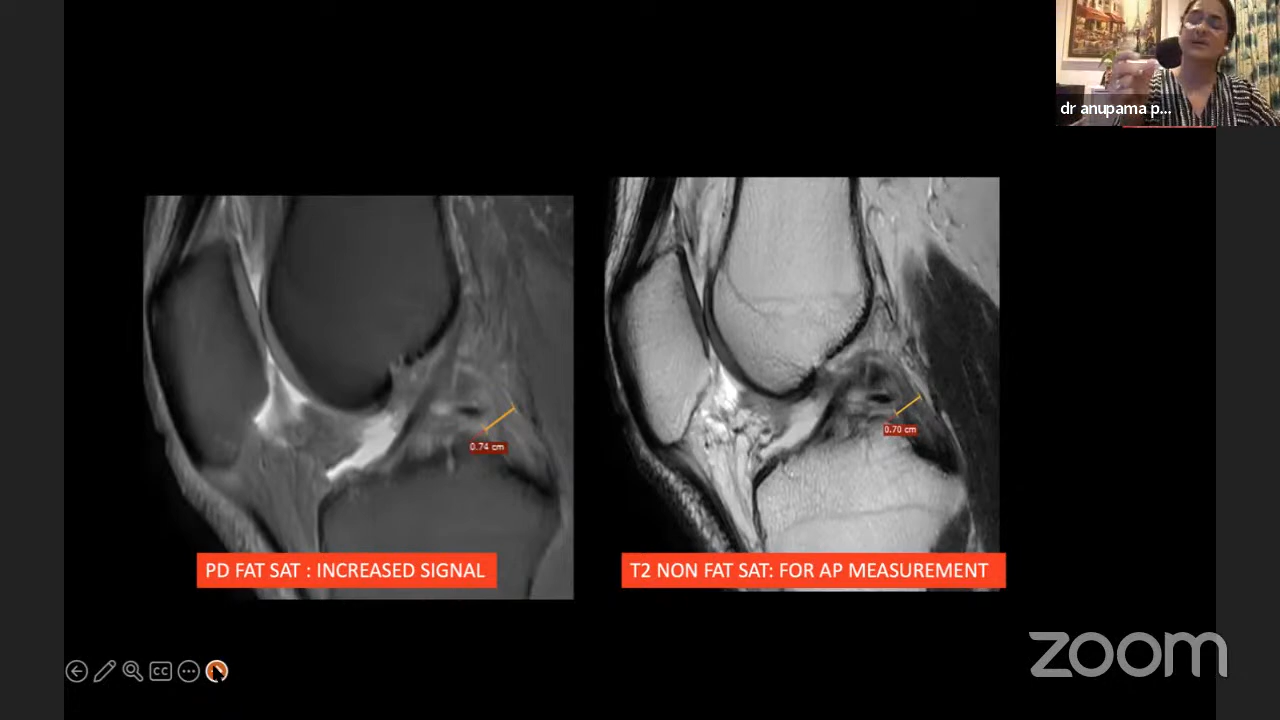 dr anupama p...
0.74 cm
0.70 cm
PD FAT SAT : INCREASED SIGNAL
T2 NON FAT SAT: FOR AP MEASUREMENT
CC
zoom